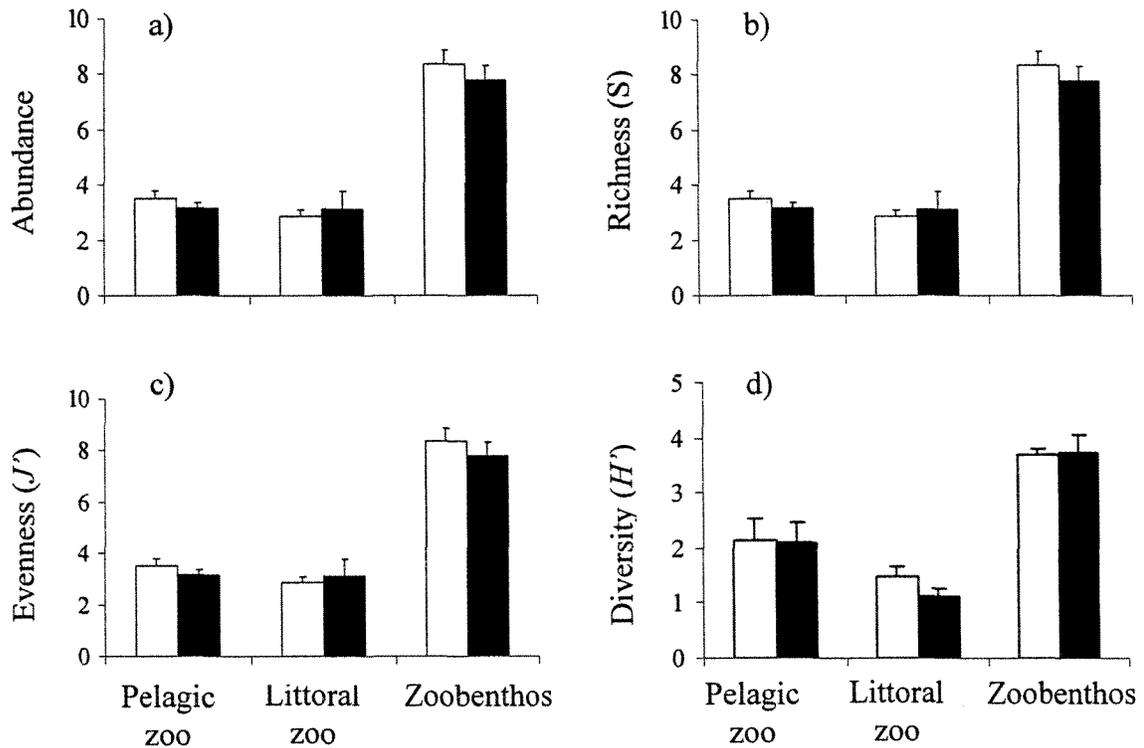 a)
Abundance
10
8
6
4
2
0
b)
Richness (S)
10
8
6
4
2
0
c)
Evenness (J')
10
8
6
4
2
0
Pelagic
zoo
Littoral
zoo
Zoobenthos
d)
Diversity (H')
5
4
3
2
1
0
Pelagic
zoo
Littoral
zoo
Zoobenthos